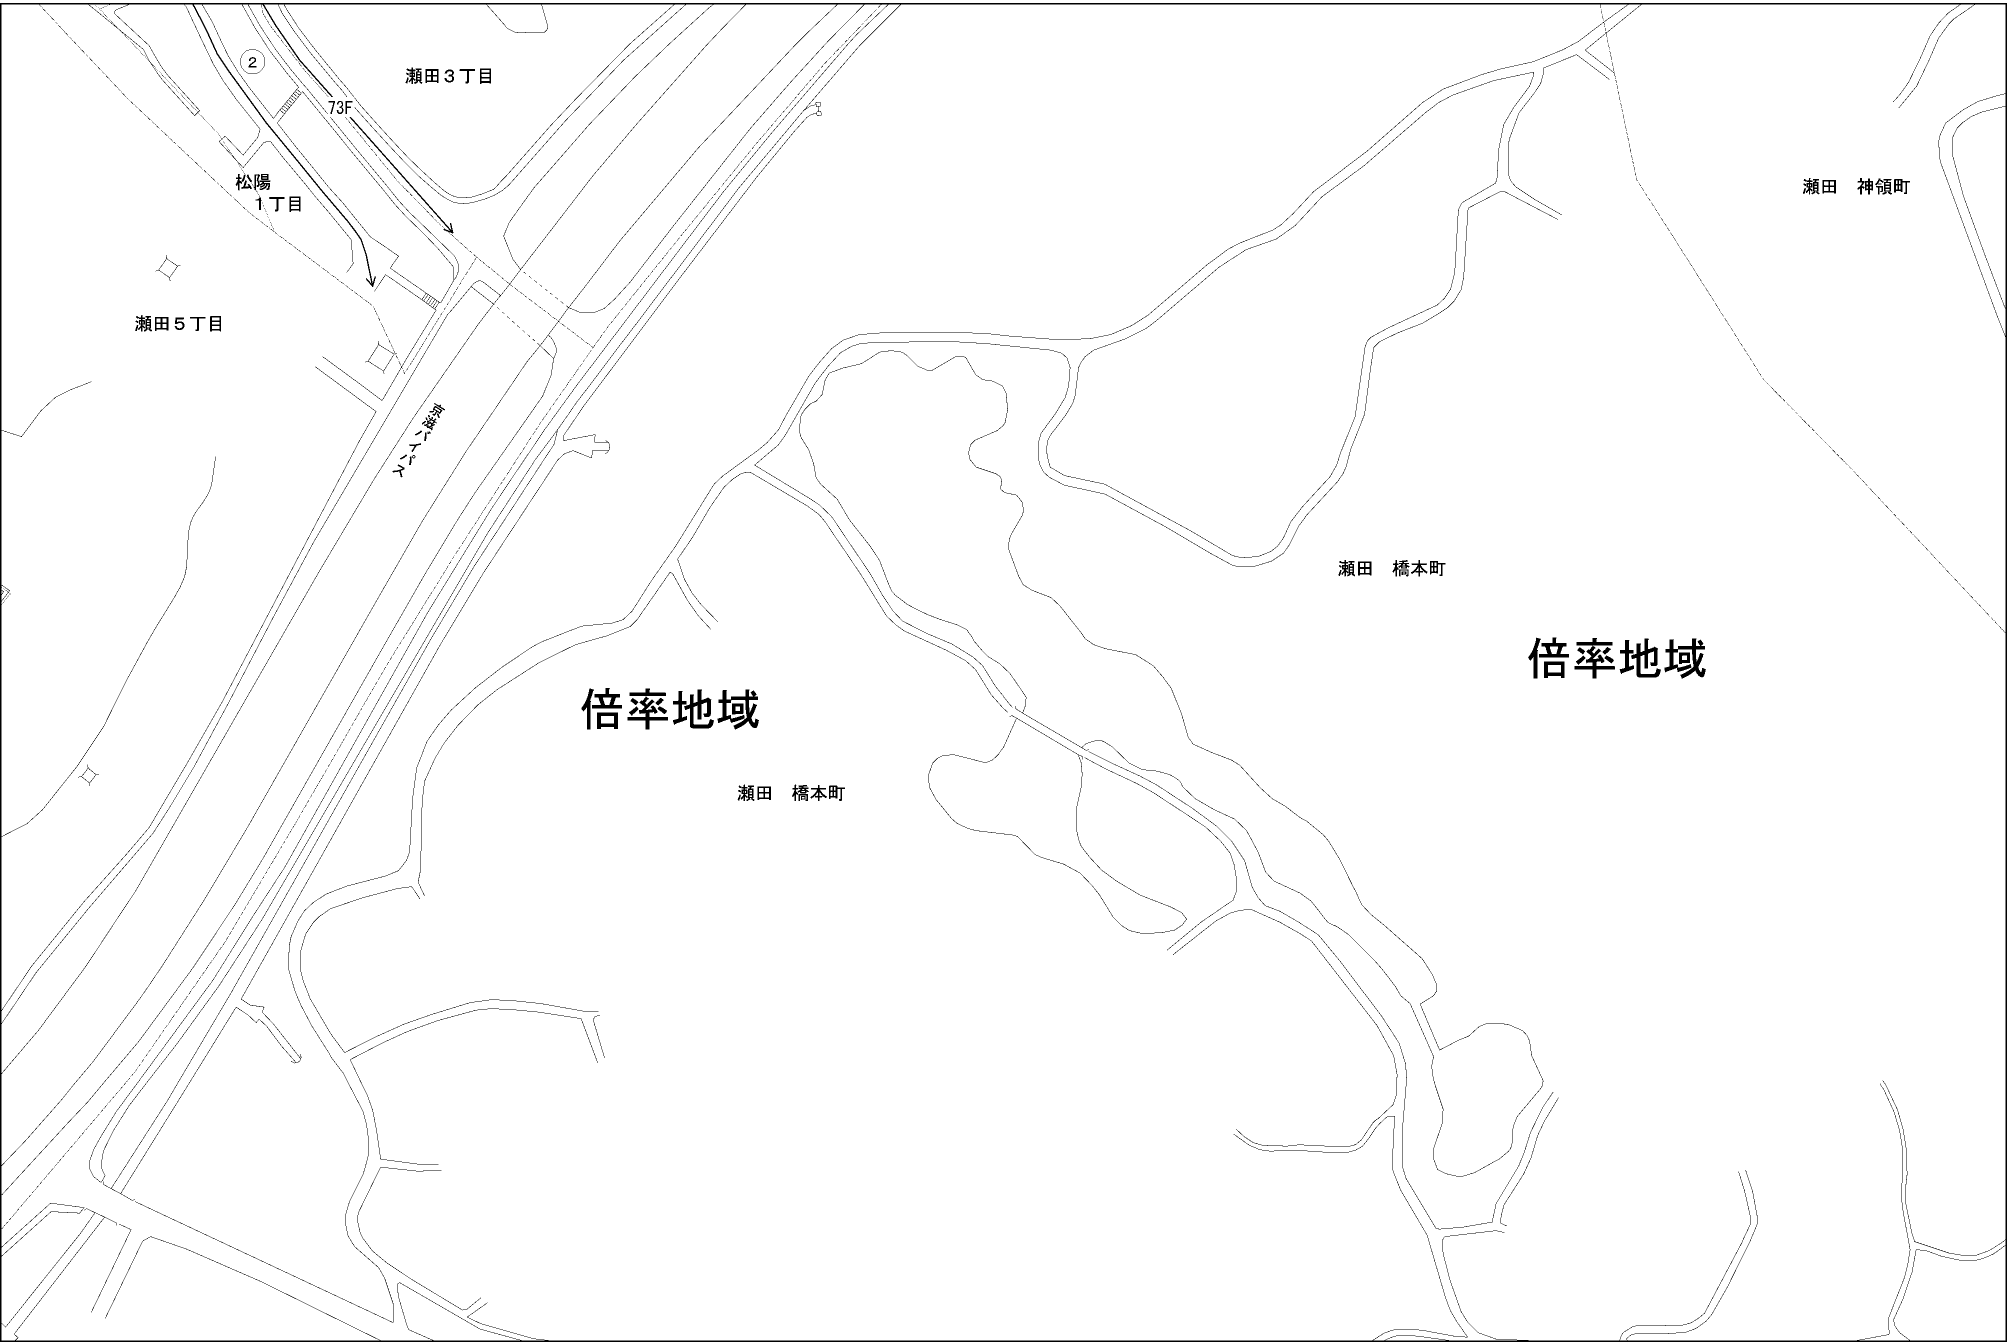 ②
瀬田３丁目
73F
松陽
１丁目
瀬田　神領町
瀬田５丁目
京滋バイパス
瀬田　橋本町
倍率地域
倍率地域
瀬田　橋本町